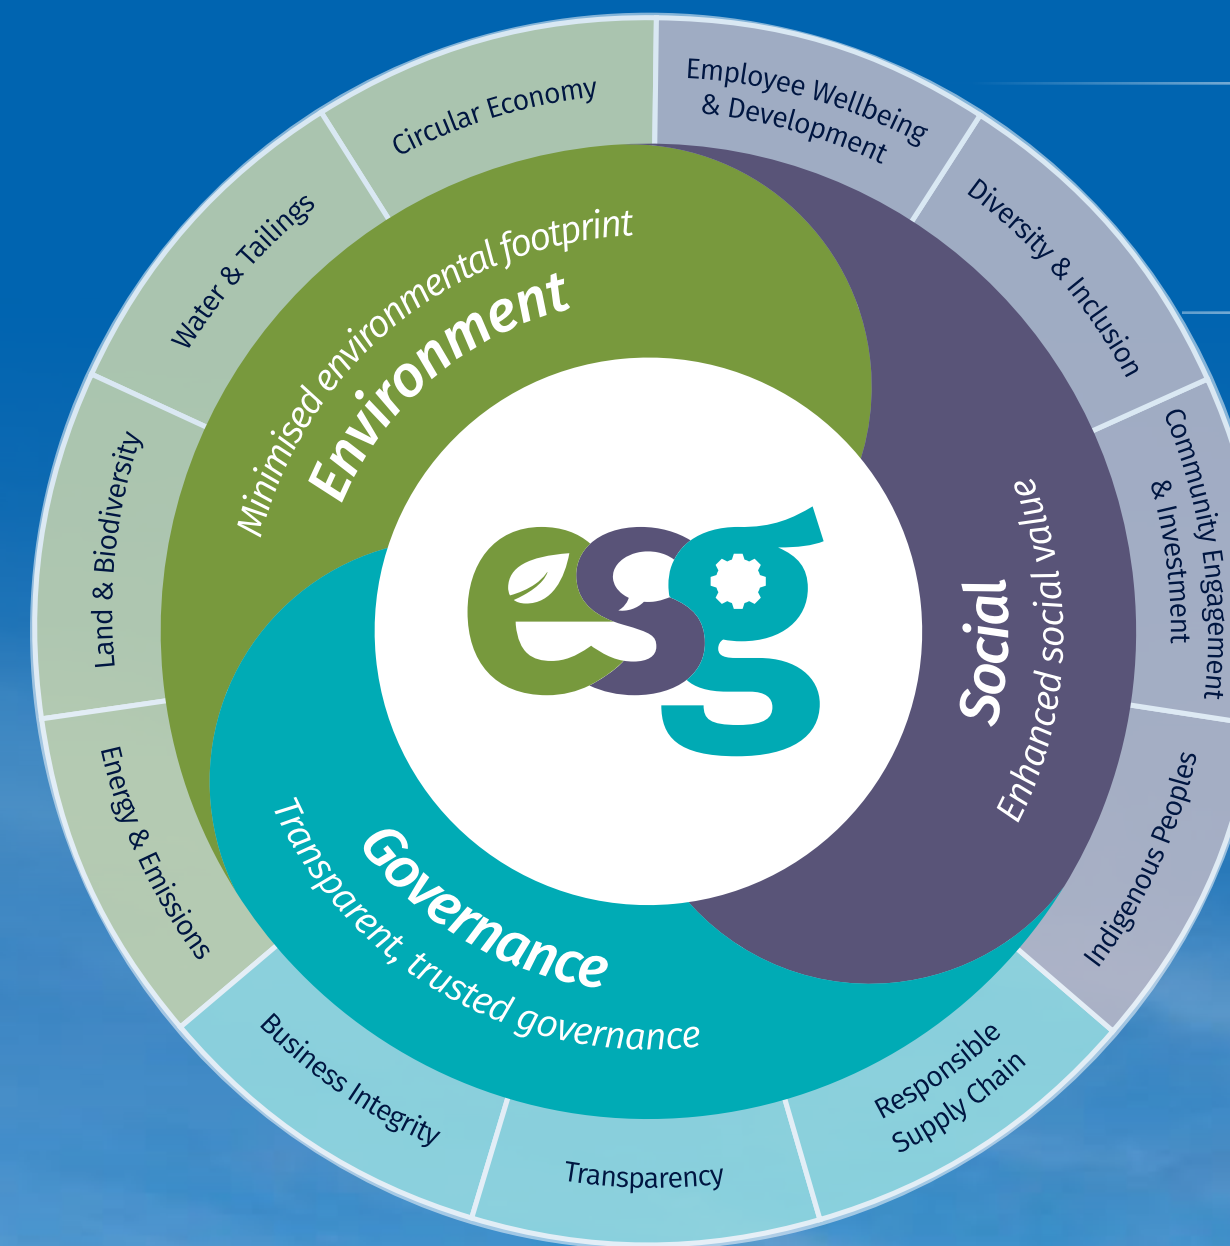 Circular Economy
Employee Wellbeing
& Development
Diversity & Inclusion
Community Engagement
& Investment
Indigenous Peoples
Responsible
Supply Chain
Transparency
Business Integrity
Energy & Emissions
Land & Biodiversity
Water & Tailings
Minimised environmental footprint
Environment
Social
Enhanced social value
Governance
Transparent, trusted governance
esg